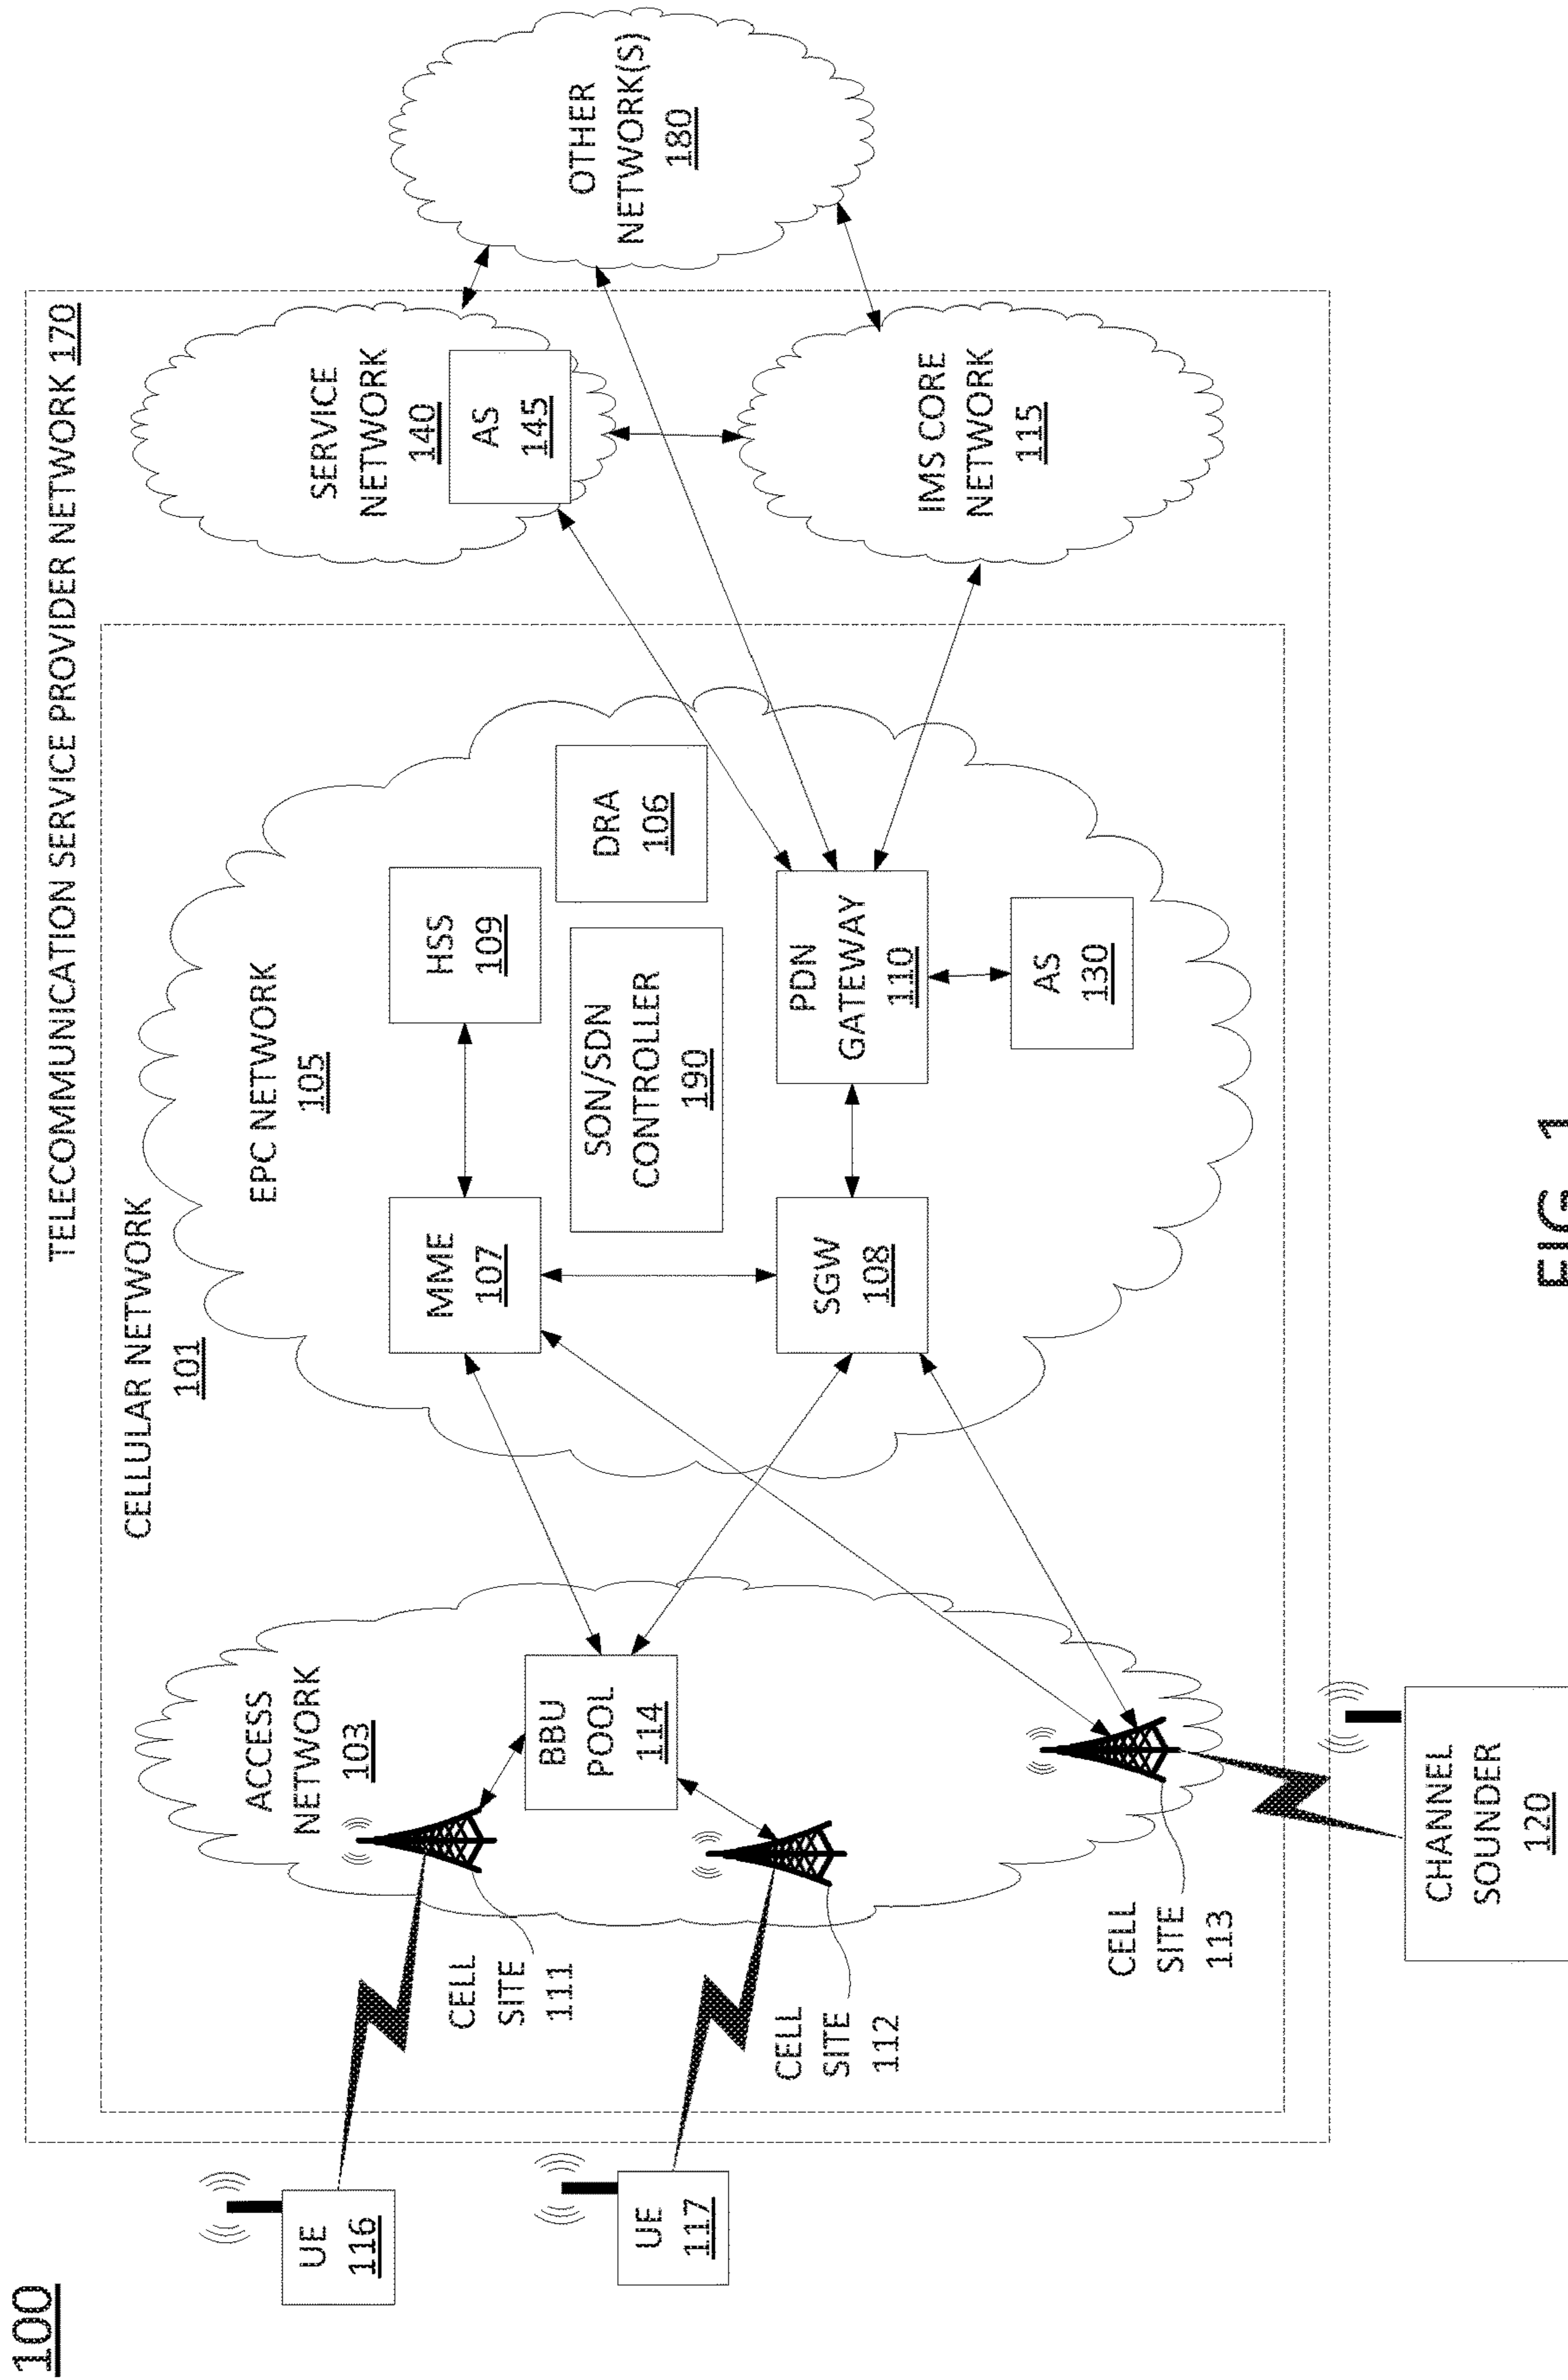 100
TELECOMMUNICATION SERVICE PROVIDER NETWORK 170
CELLULAR NETWORK
101
UE
116
UE
117
CELL
SITE
111
CELL
SITE
112
CELL
SITE
113
ACCESS
NETWORK
103
BBU
POOL
114
EPC NETWORK
105
MME
107
HSS
109
SON/SDN
CONTROLLER
190
DRA
106
SGW
108
PDN
GATEWAY
110
AS
130
SERVICE
NETWORK
140
AS
145
IMS CORE
NETWORK
115
OTHER
NETWORK(S)
180
CHANNEL
SOUNDER
120
FIG. 1